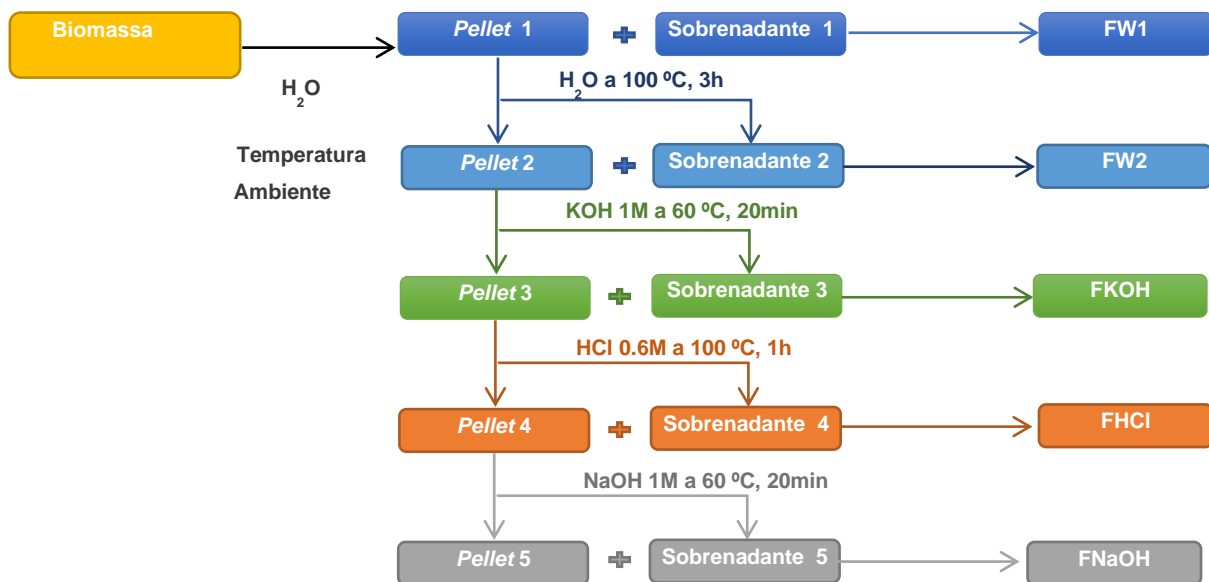 Biomassa
Pellet 1
Sobrenadante 1
FW1
H₂O
H₂O a 100 ºC, 3h
Temperatura
Ambiente
Pellet 2
Sobrenadante 2
FW2
KOH 1M a 60 ºC, 20min
Pellet 3
Sobrenadante 3
FKOH
HCl 0.6M a 100 ºC, 1h
Pellet 4
Sobrenadante 4
FHCl
NaOH 1M a 60 ºC, 20min
Pellet 5
Sobrenadante 5
FNaOH